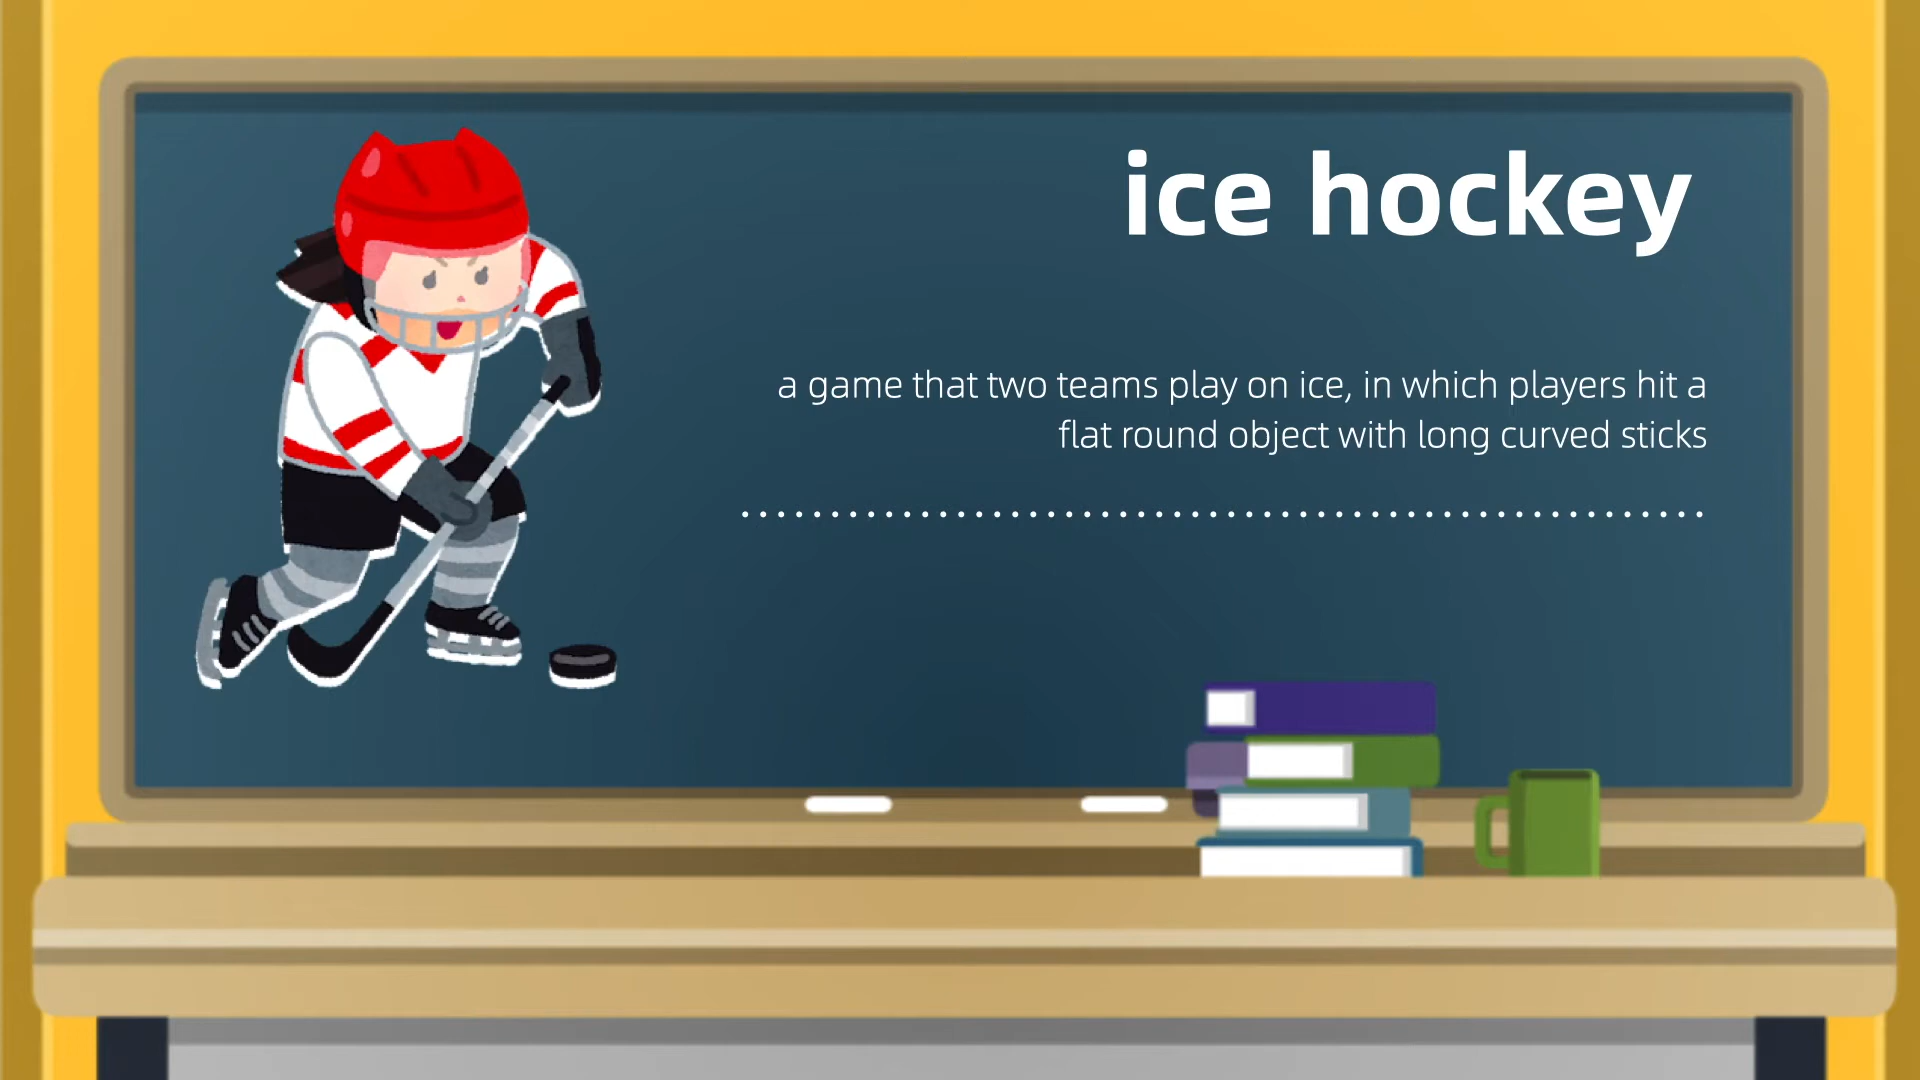 ice hockey
a game that two teams play on ice, in which players hit a
flat round object with long curved sticks